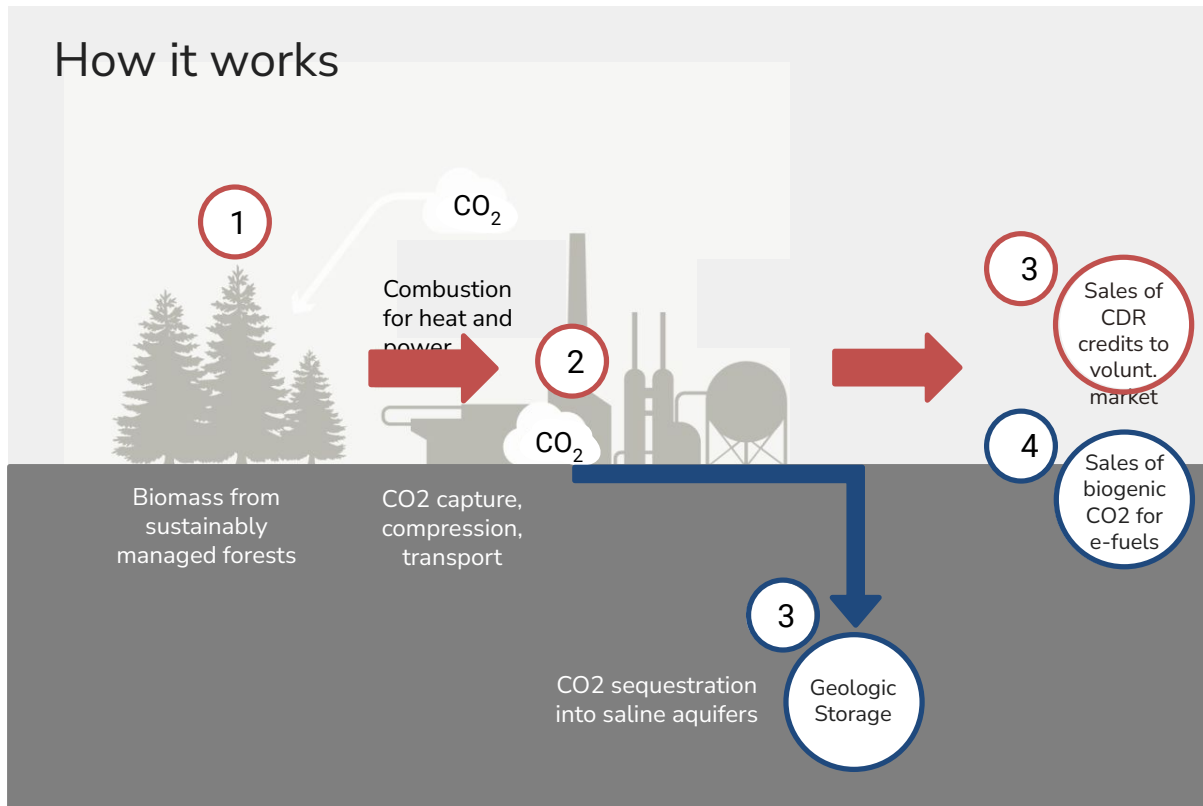 How it works
1
CO2
Combustion
for heat and
power
2
CO2
3
Sales of
CDR
credits to
volunt.
market
4
Sales of
biogenic
CO2 for
e-fuels
Biomass from
sustainably
managed forests
CO2 capture,
compression,
transport
3
CO2 sequestration
into saline aquifers
Geologic
Storage